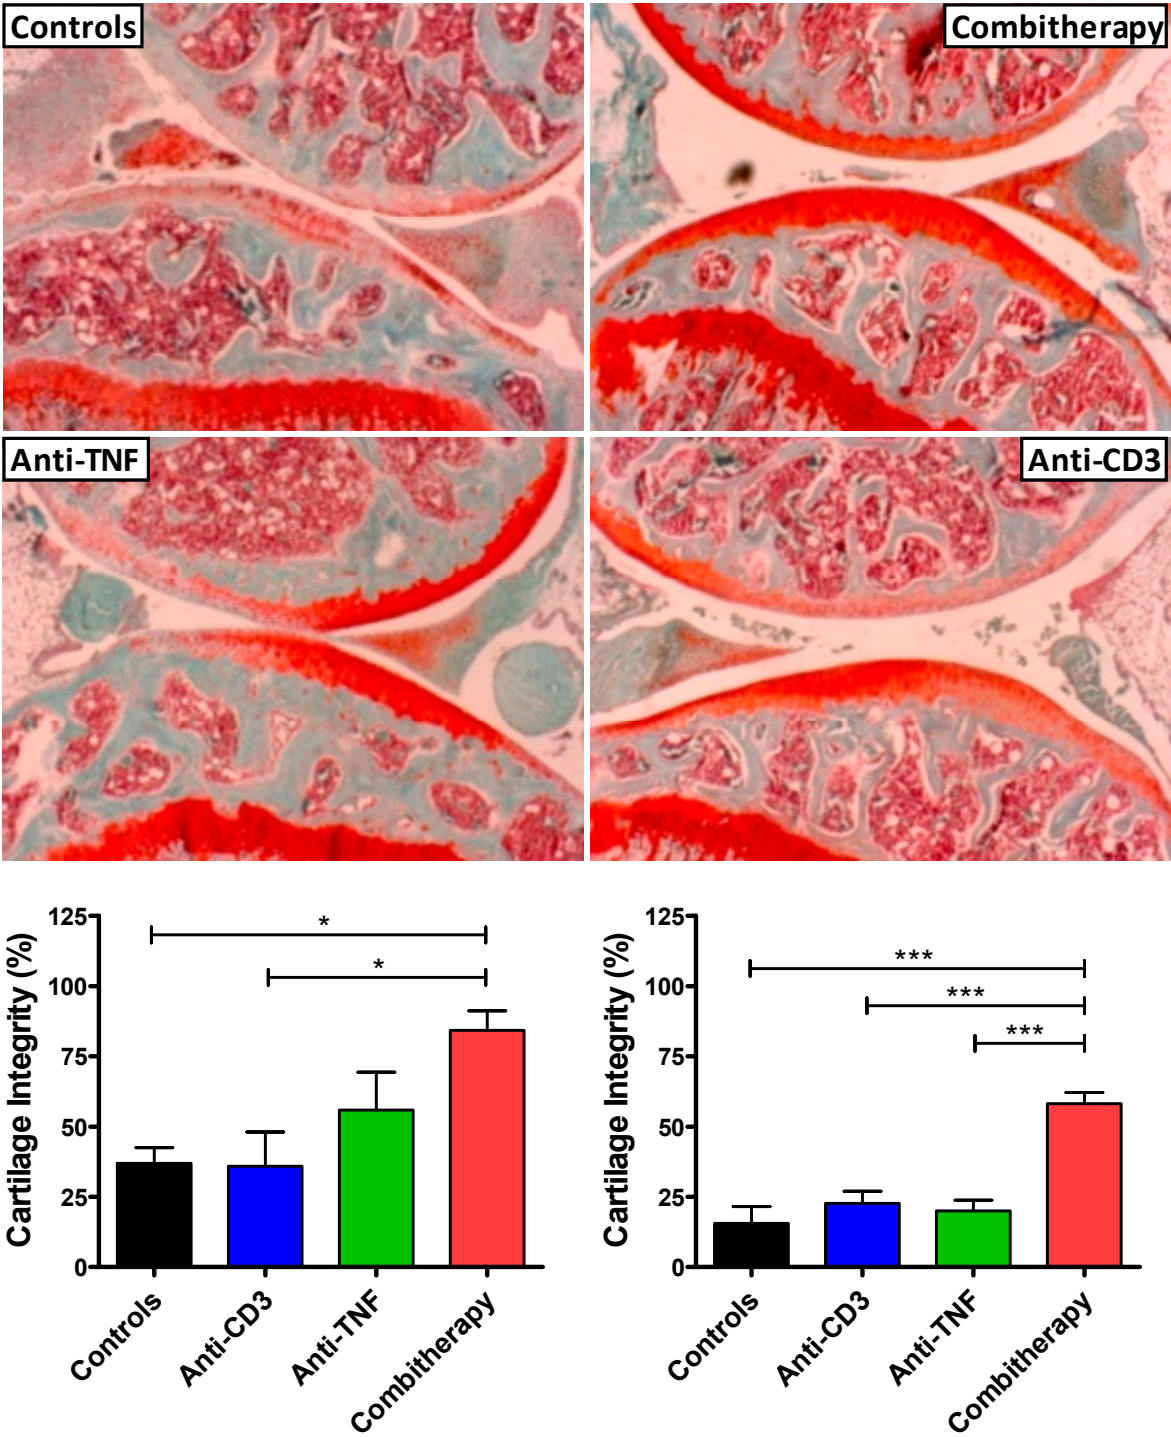 Controls
Combitherapy
Anti-TNF
Anti-CD3
Cartilage Integrity (%)
125
100
75
50
25
0
*
*
Controls
Anti-CD3
Anti-TNF
Combitherapy
Cartilage Integrity (%)
125
100
75
50
25
0
***
***
***
Controls
Anti-CD3
Anti-TNF
Combitherapy